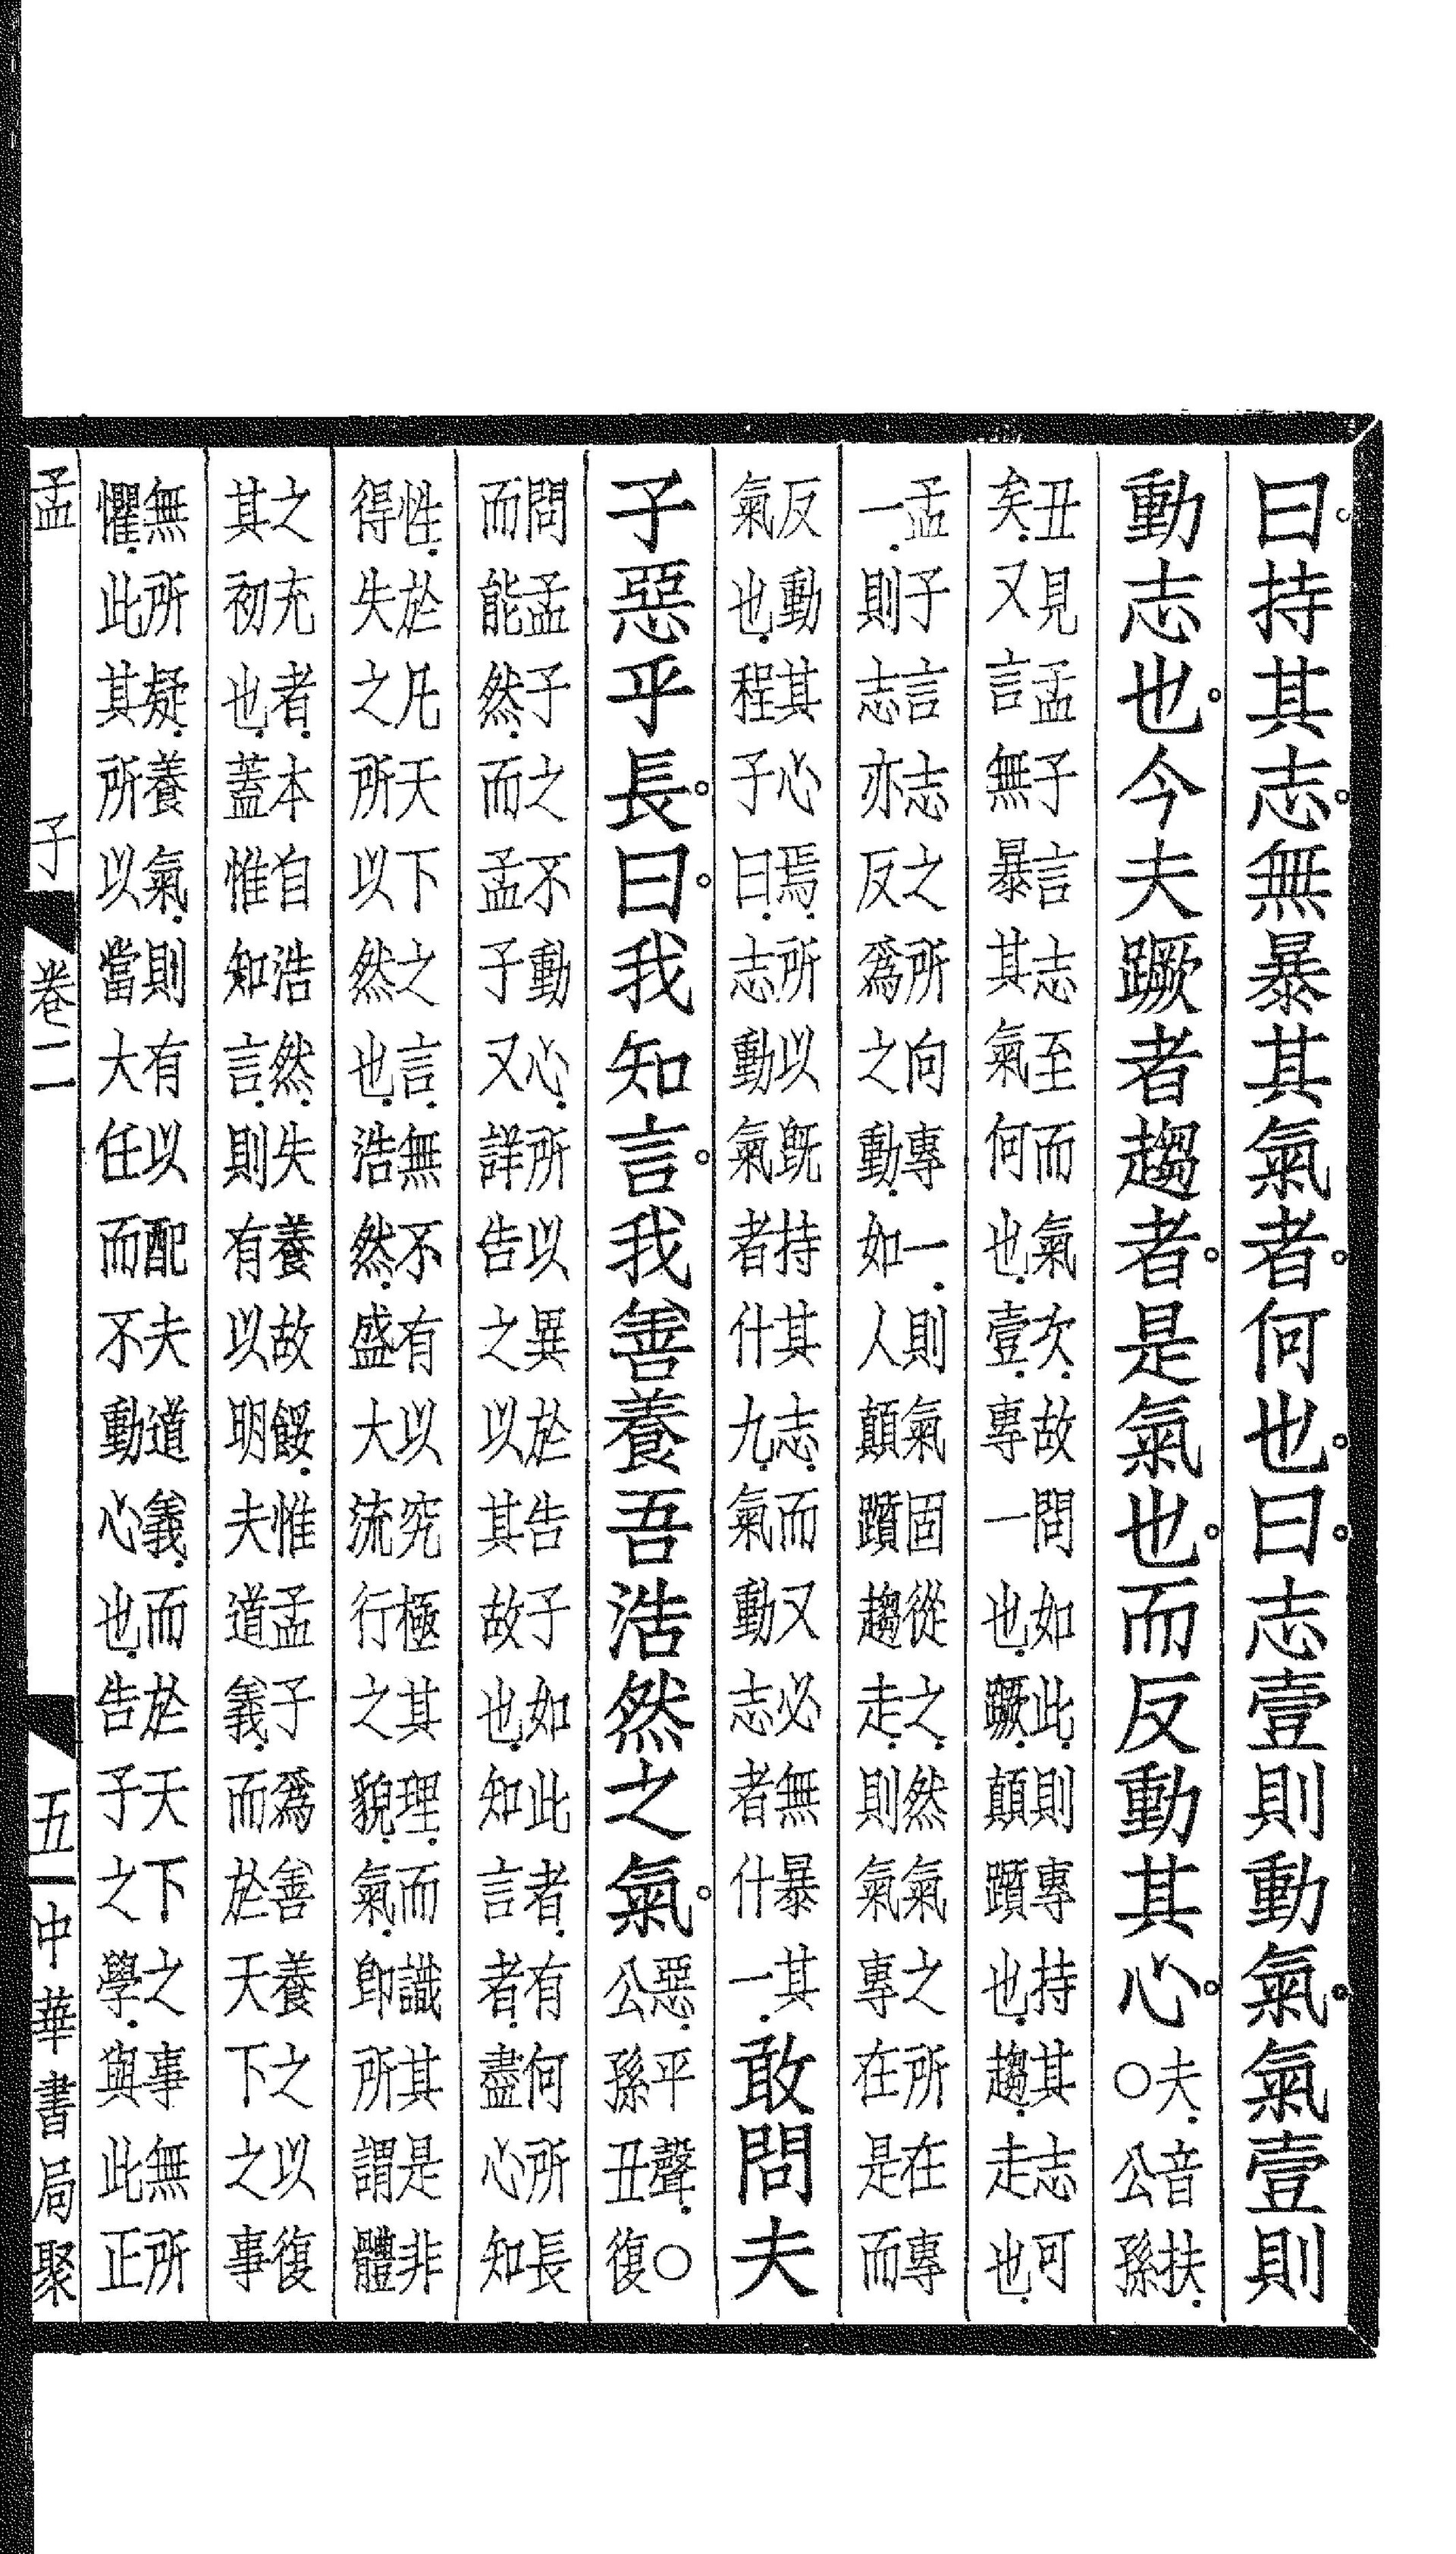 曰。持其志。無暴其氣者。何也。曰。志壹則動氣。氣壹則
動志也。今夫蹶者趨者。是氣也。而反動其心。
夫。音扶。
○公孫
丑見孟子言志至而氣次。故問如此。則專持其志可
矣。又言無暴其氣何也。壹。專一也。蹶。顛躓也。趨。走也。
孟子言志之所向專一。則氣固從之。然氣之所在專
一。則志亦反爲之動。如人顛躓趨走。則氣專在是而
反動其心焉。所以旣持其志。而又必無暴其
氣也。程子曰。志動氣者什九。氣動志者什一。
敢問夫
子惡乎長。曰。我知言。我善養吾浩然之氣。
惡。平聲。○
公孫丑復
問孟子之不動心。所以異於告子如此者。有何所長
而能然。而孟子又詳告之以其故也。知言者。盡心知
性。於凡天下之言。無不有以究極其理。而識其是非
得失之所以然也。浩然。盛大流行之貌。氣。卽所謂體
之充者。本自浩然。失養故餒。惟孟子爲善養之以復
其初也。蓋惟知言。則有以明夫道義。而於天下之事
無所疑。養氣。則有以配夫道義。而於天下之事無所
懼。此其所以當大任而不動心也。告子之學。與此正
孟子 卷二 五 中華書局聚